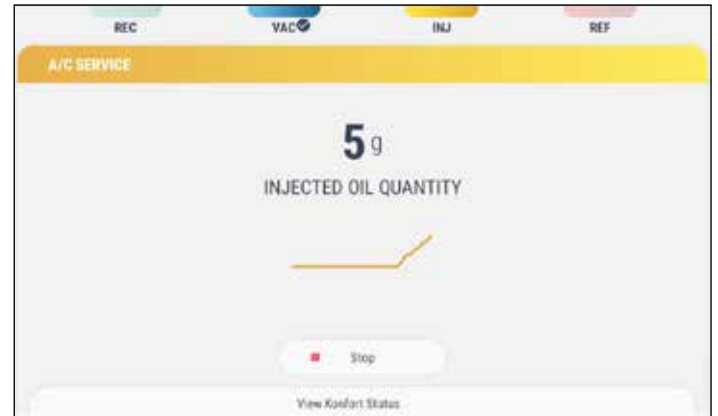 REC VAC INJ REF
A/C SERVICE
5 g
INJECTED OIL QUANTITY
Stop
View Konfort Status